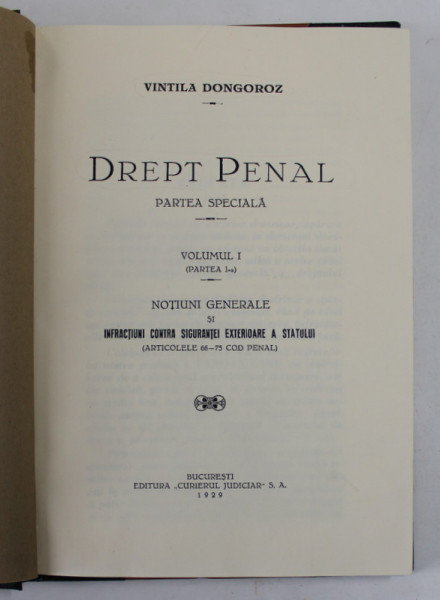 VINTILA DONGOROZ
DREPT PENAL
PARTEA SPECIALĂ
VOLUMUL I
(PARTEA I-a)
NOȚIUNI GENERALE
ȘI
INFRACȚIUNI CONTRA SIGURANȚEI EXTERIOARE A STATULUI
(ARTICOLELE 66—75 COD PENAL)
BUCUREȘTI
EDITURA „CURIERUL JUDICIAR" S. A.
1929